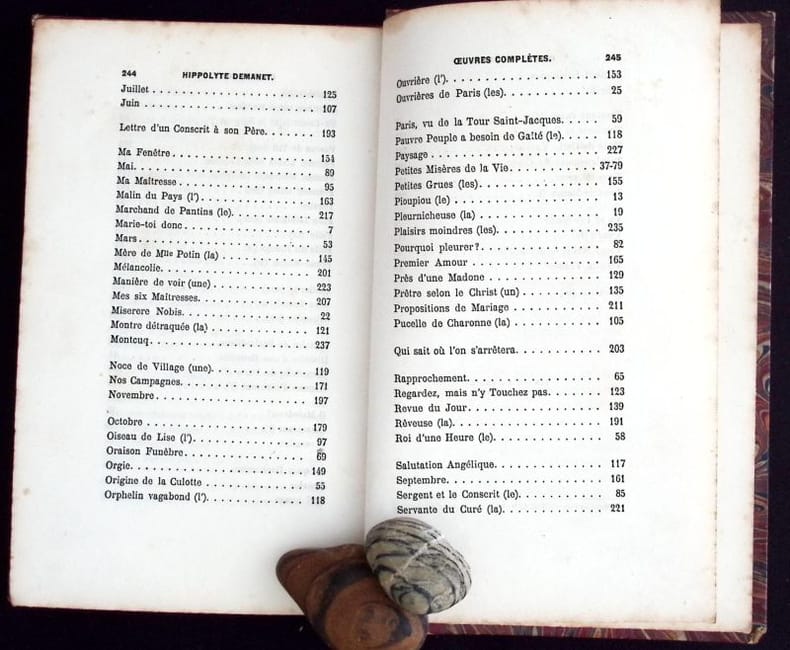 244 HIPPOLYTE DEMANET.
Juillet . . . . . . . . . . . . . . . . . . . . 125
Juin . . . . . . . . . . . . . . . . . . . . . 107
Lettre d'un Conscrit à son Père. . . . . . . 193
Ma Fenêtre . . . . . . . . . . . . . . . . . 154
Mai. . . . . . . . . . . . . . . . . . . . . . 89
Ma Maîtresse . . . . . . . . . . . . . . . . 95
Malin du Pays (l') . . . . . . . . . . . . . 163
Marchand de Pantins (le). . . . . . . . . . 217
Marie-toi donc . . . . . . . . . . . . . . . 7
Mars . . . . . . . . . . . . . . . . . . . . . 53
Mère de Mlle Potin (la) . . . . . . . . . . 145
Mélancolie. . . . . . . . . . . . . . . . . . 201
Manière de voir (une) . . . . . . . . . . . 223
Mes six Maîtresses. . . . . . . . . . . . . 207
Miserere Nobis. . . . . . . . . . . . . . . 22
Montre détraquée (la) . . . . . . . . . . . 121
Montcuq. . . . . . . . . . . . . . . . . . . 237
Noce de Village (une). . . . . . . . . . . . 119
Nos Campagnes. . . . . . . . . . . . . . . 171
Novembre . . . . . . . . . . . . . . . . . . 197
Octobre . . . . . . . . . . . . . . . . . . . 179
Oiseau de Lise (l'). . . . . . . . . . . . . 97
Oraison Funèbre. . . . . . . . . . . . . . 69
Orgie. . . . . . . . . . . . . . . . . . . . . 149
Origine de la Culotte . . . . . . . . . . . 55
Orphelin vagabond (l'). . . . . . . . . . . 118
ŒUVRES COMPLÈTES. 245
Ouvrière (l'). . . . . . . . . . . . . . . . . 153
Ouvrières de Paris (les). . . . . . . . . . 25
Paris, vu de la Tour Saint-Jacques. . . . . 59
Pauvre Peuple a besoin de Gaîté (le). . . . 118
Paysage . . . . . . . . . . . . . . . . . . . 227
Petites Misères de la Vie . . . . . . . . . 37-79
Petites Grues (les). . . . . . . . . . . . . 155
Pioupiou (le) . . . . . . . . . . . . . . . . 13
Pleurnicheuse (la) . . . . . . . . . . . . . 19
Plaisirs moindres (les). . . . . . . . . . . 235
Pourquoi pleurer? . . . . . . . . . . . . . 82
Premier Amour . . . . . . . . . . . . . . . 165
Près d'une Madone . . . . . . . . . . . . . 129
Prêtre selon le Christ (un) . . . . . . . . 135
Propositions de Mariage . . . . . . . . . . 211
Pucelle de Charonne (la) . . . . . . . . . . 105
Qui sait où l'on s'arrêtera. . . . . . . . . 203
Rapprochement. . . . . . . . . . . . . . . 65
Regardez, mais n'y Touchez pas. . . . . . 123
Revue du Jour. . . . . . . . . . . . . . . . 139
Rêveuse (la). . . . . . . . . . . . . . . . . 191
Roi d'une Heure (le). . . . . . . . . . . . . 58
Salutation Angélique. . . . . . . . . . . . 117
Septembre. . . . . . . . . . . . . . . . . . 161
Sergent et le Conscrit (le). . . . . . . . . 85
Servante du Curé (la). . . . . . . . . . . . 221